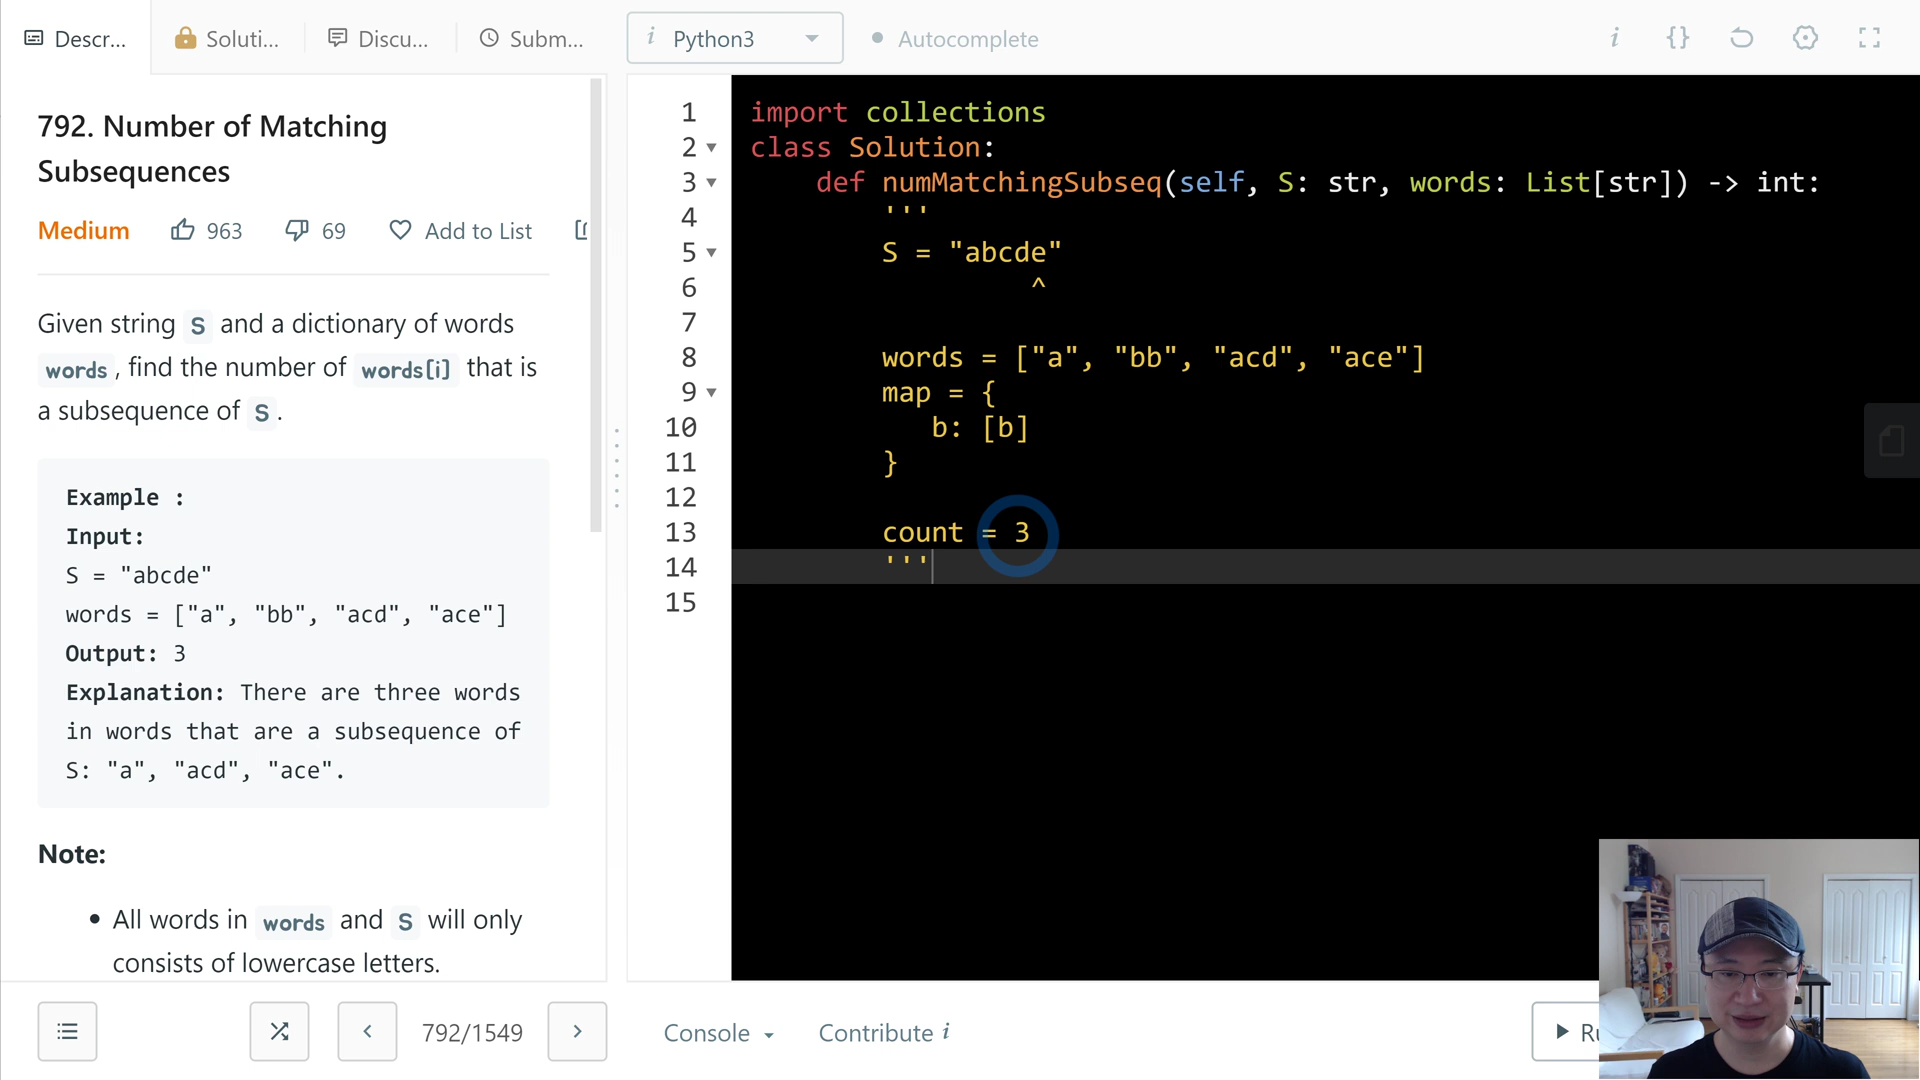 Descr...
Soluti...
Discu...
Subm...
i Python3
Autocomplete
i {}
792. Number of Matching
Subsequences
Medium 963 69 Add to List
Given string S and a dictionary of words
words , find the number of words[i] that is
a subsequence of S .
Example :
Input:
S = "abcde"
words = ["a", "bb", "acd", "ace"]
Output: 3
Explanation: There are three words
in words that are a subsequence of
S: "a", "acd", "ace".
Note:
• All words in words and S will only
consists of lowercase letters.
1 import collections
2 class Solution:
3 def numMatchingSubseq(self, S: str, words: List[str]) -> int:
4 '''
5 S = "abcde"
6 ^
7
8 words = ["a", "bb", "acd", "ace"]
9 map = {
10 b: [b]
11 }
12
13 count = 3
14 '''
15
< 792/1549 >
Console
Contribute i